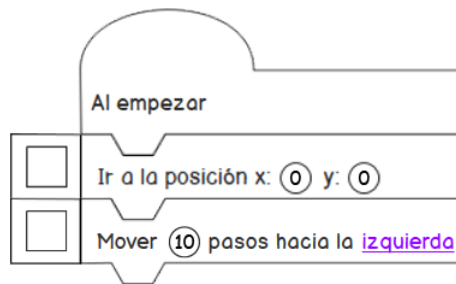 Al empezar
Ir a la posición x: 0 y: 0
Mover 10 pasos hacia la izquierda